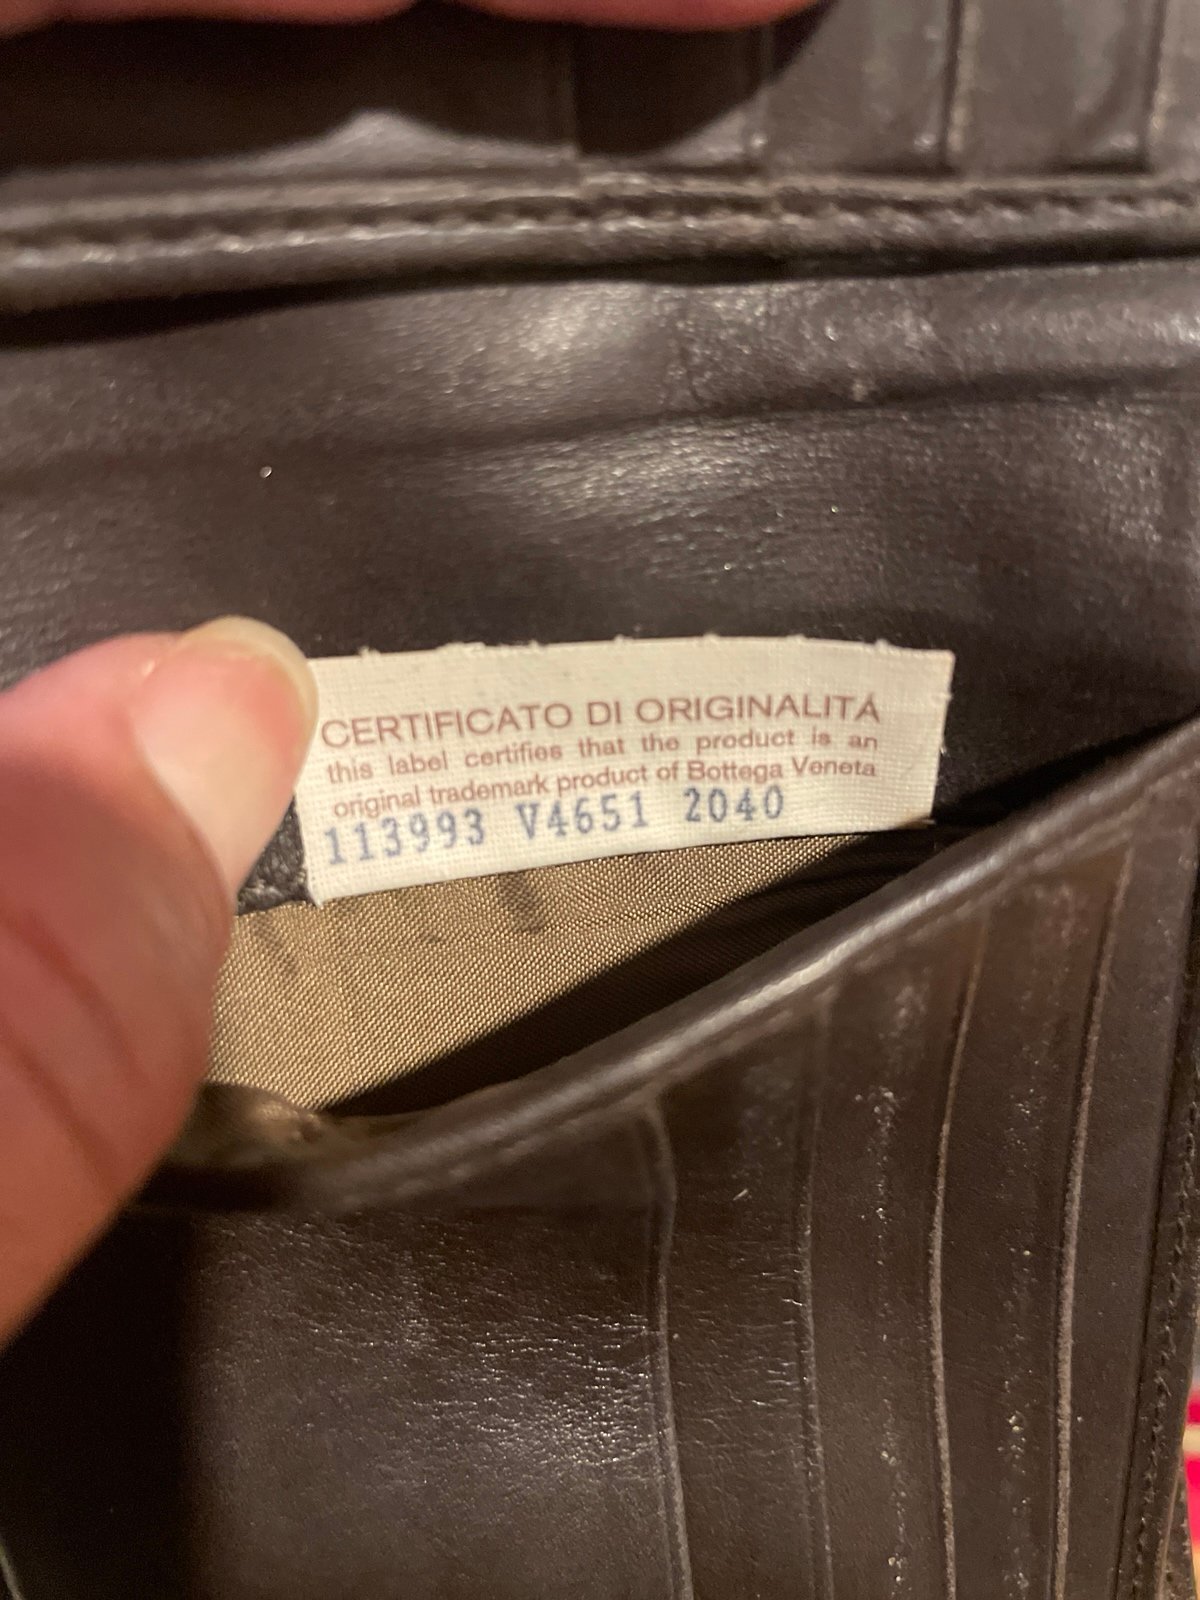 CERTIFICATO DI ORIGINALITÁ
this label certifies that the product is an
original trademark product of Bottega Veneta
113993 V4651 2040